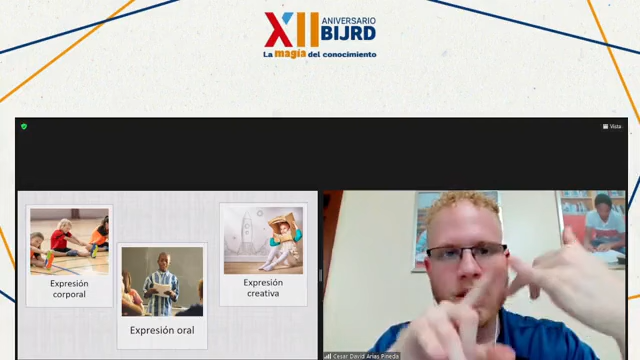 XII ANIVERSARIO
BIJRD
La magia del conocimiento
Vista
Expresión
corporal
Expresión oral
Expresión
creativa
Cesar David Arias Pineda